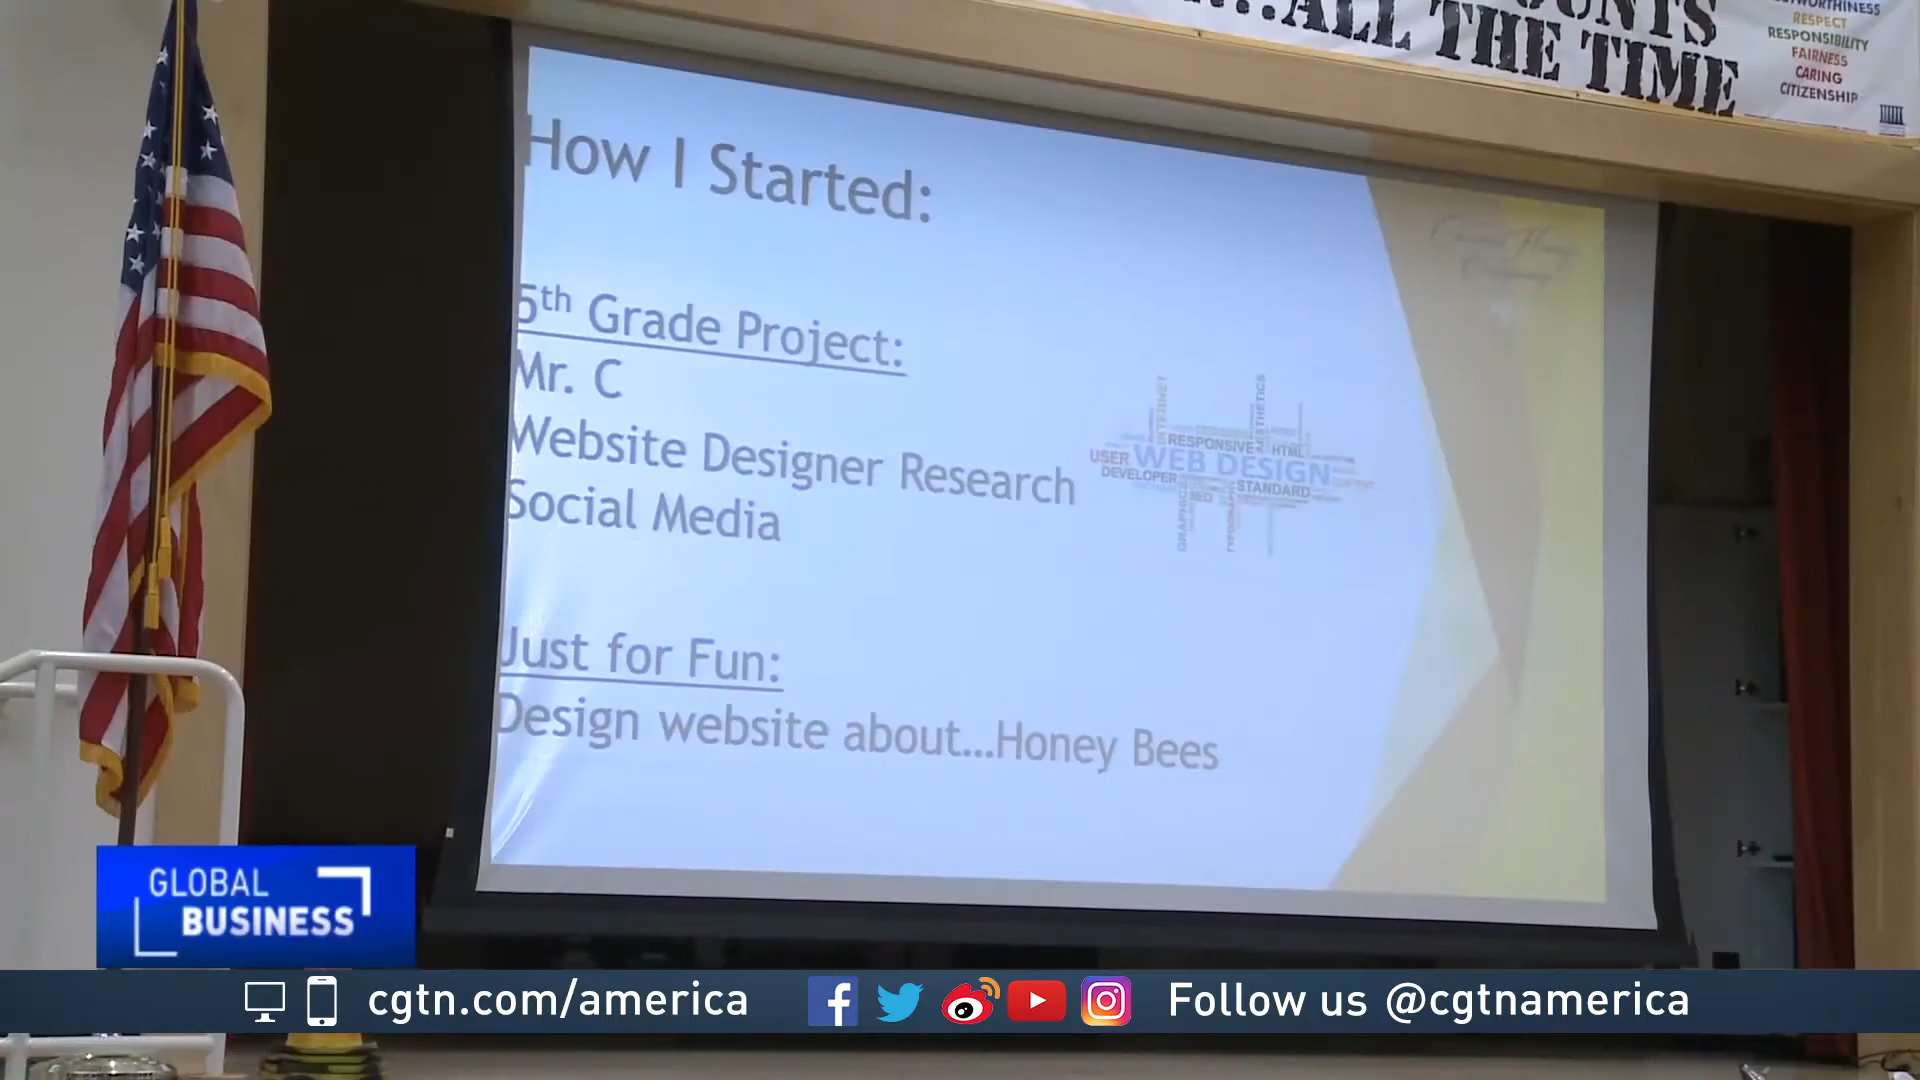 ALL THE TIME
RESPECT
RESPONSIBILITY
FAIRNESS
CARING
CITIZENSHIP
How I Started:
5th Grade Project:
Mr. C
Website Designer Research
Social Media
INTERNET
AESTHETICS
RESPONSIVE
HTML
USER
WEB DESIGN
DEVELOPER
STANDARD
Just for Fun:
Design website about...Honey Bees
GLOBAL
BUSINESS
cgtn.com/america
Follow us @cgtnamerica